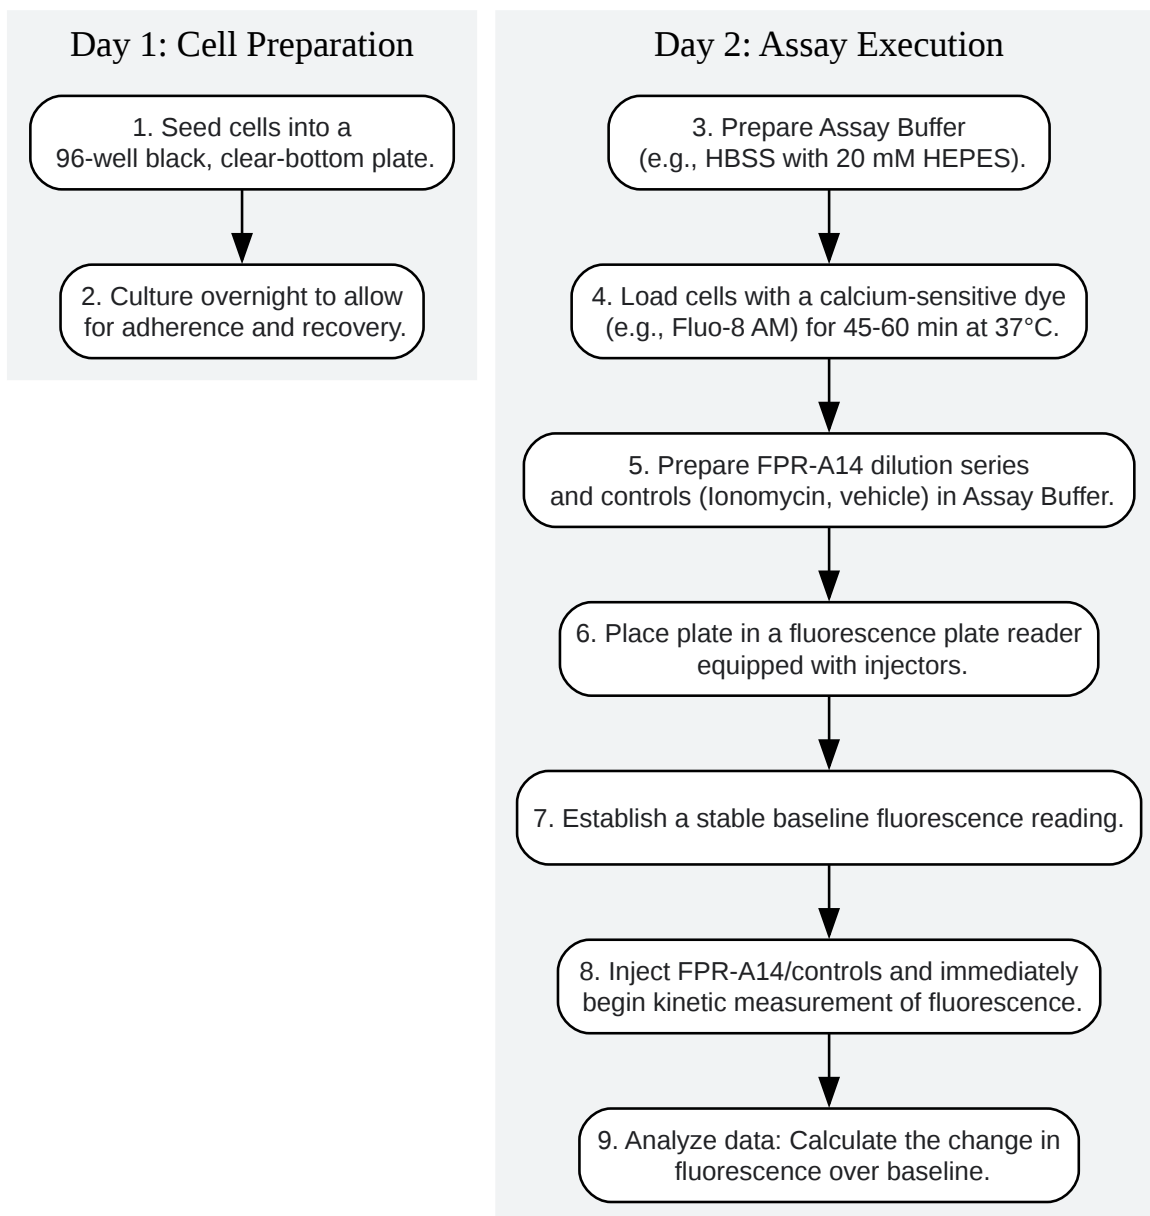 Day 1: Cell Preparation
1. Seed cells into a
96-well black, clear-bottom plate.
2. Culture overnight to allow
for adherence and recovery.
Day 2: Assay Execution
3. Prepare Assay Buffer
(e.g., HBSS with 20 mM HEPES).
4. Load cells with a calcium-sensitive dye
(e.g., Fluo-8 AM) for 45-60 min at 37°C.
5. Prepare FPR-A14 dilution series
and controls (Ionomycin, vehicle) in Assay Buffer.
6. Place plate in a fluorescence plate reader
equipped with injectors.
7. Establish a stable baseline fluorescence reading.
8. Inject FPR-A14/controls and immediately
begin kinetic measurement of fluorescence.
9. Analyze data: Calculate the change in
fluorescence over baseline.